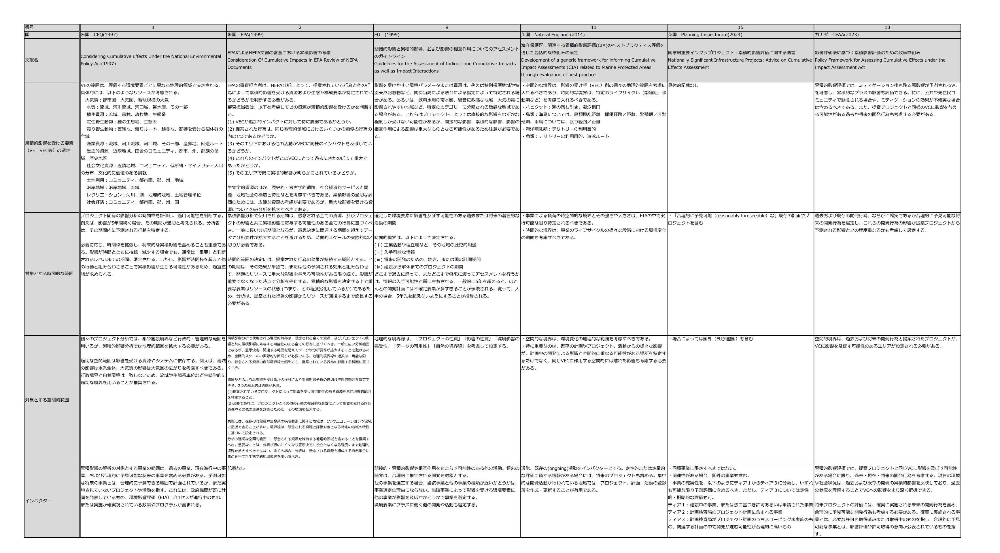 番号
1
2
9
11
15
18
国
米国　CEQ(1997)
米国　EPA(1999)
EU　(1999)
英国　Natural England (2014)
英国　Planning Inspectorate(2024)
カナダ　CEAA(2023)
文献名
Considering Cumulative Effects Under the National Environmental
Policy Act(1997)
EPAによるNEPA文書の審査における累積影響の考慮
Consideration Of Cumulative Impacts in EPA Review of NEPA
Documents
間接的影響と累積的影響、および影響の相互作用についてのアセスメント
のガイドライン
Guidelines for the Assessment of Indirect and Cumulative Impacts
as well as Impact Interactions
海洋保護区に関連する累積的影響評価(CIA)のベストプラクティス評価を
通じた包括的な枠組みの策定
Development of a generic framework for informing Cumulative
Impact Assessments (CIA) related to Marine Protected Areas
through evaluation of best practice
国家的重要インフラプロジェクト：累積的影響評価に関する助言
Nationally Significant Infrastructure Projects: Advice on Cumulative
Effects Assessment
影響評価法に基づく累積影響評価のための政策枠組み
Policy Framework for Assessing Cumulative Effects under the
Impact Assessment Act
累積的影響を受ける要素
（VE、VEC等）の選定
VEの範囲は、評価する環境要素ごとに異なる地理的領域で決定される。
具体的には、以下のようなリソースが考慮される。
大気質：都市圏、大気圏、地球規模の大気
水質：流域、河川流域、河口域、帯水層、その一部
植生資源：流域、森林、放牧地、生態系
定住野生動物：種の生息地、生態系
渡り野生動物：繁殖地、渡りルート、越冬地、影響を受ける個体群の
全域
漁業資源：流域、河川流域、河口域、その一部、産卵地、回遊ルート
歴史的資源：近隣地域、田舎のコミュニティ、都市、州、部族の領
域、歴史地区
社会文化資源：近隣地域、コミュニティ、低所得・マイノリティ人口
の分布、文化的に価値のある景観
土地利用：コミュニティ、都市圏、郡、州、地域
沿岸地域：沿岸地域、流域
レクリエーション：河川、湖、地理的地域、土地管理単位
社会経済：コミュニティ、都市圏、郡、州、国
EPAの審査担当者は、NEPA分析によって、提案されている行為と他の行
為によって累積的影響を受ける資源および生態系構成要素が特定されてい
るかどうかを判断する必要がある。
審査担当者は、以下を考慮してどの資源が累積的影響を受けるかを判断す
る。
(1) VECが追加的インパクトに対して特に脆弱であるかどうか。
(2) 提案された行為は、同じ地理的領域におけるいくつかの類似の行為の
内の1つであるかどうか。
(3) そのエリアにおける他の活動がVECに同様のインパクトを及ぼしてい
るかどうか。
(4) これらのインパクトがこのVECにとって過去にさかのぼって重大で
あったかどうか。
(5) そのエリアで既に累積的影響が明らかにされているかどうか。
生物学的資源のほか、歴史的・考古学的遺跡、社会経済的サービスと問
題、地域社会の構造と特性などを考慮すべきである。累積影響の適切な評
価のためには、広範な資源の考慮が必要であるが、重大な影響を受ける資
源についてのみ分析を拡大すべきである。
影響を受けやすい環境パラメータまたは資源は、例えば特別保護地域や特
別天然記念物など、関係当局による法令による指定によって特定される場
合がある。あるいは、飲料水用の帯水層、騒音に敏感な地域、大気の質に
影響されやすい地域など、特定のカテゴリーに分類される敏感な地域であ
る場合がある。これらはプロジェクトによっては直接的な影響をわずかな
程度しか受けない可能性があるが、間接的な影響、累積的な影響、影響の
相互作用による影響は重大なものとなる可能性があるため注意が必要であ
る。
・空間的な境界は、影響の受け手（VEC）側の個々の地理的範囲を考慮に
入れるべきであり、時間的な境界は、特定のライフサイクル（繁殖期、移
動期など）を考慮に入れるべきである。
・ハビタット：潮の満ち引き、潮汐楕円
・鳥類：海鳥については、鳥類撹乱距離、採餌経路／距離、繁殖期／非繁
殖期、水鳥については、渡り経路／距離
・海洋哺乳類：テリトリーの利用目的
・魚類：テリトリーの利用目的、遊泳ルート
具体的記載なし
累積的影響評価では、ミティゲーション後も残る悪影響が予測されるVC
を考慮し、累積的なプラスの影響も評価できる。特に、公共や先住民コ
ミュニティで懸念される場合や、ミティゲーションの効果が不確実な場合
は含めるべきである。また、提案プロジェクトと同様のVCに影響を与え
る可能性がある過去や将来の開発行為も考慮する必要がある。
対象とする時間的な範囲
プロジェクト固有の影響分析の時間枠を評価し、適用可能性を判断する。
例えば、影響が5年間続く場合、その期間が適切と考えられる。分析者
は、その期間内に予測される行動を特定する。
必要に応じ、時間枠を拡張し、将来的な累積影響を含めることも重要であ
る。影響が時間とともに持続・減少する場合でも、通常は「重要」と判断
されるレベルまでの期間に限定される。しかし、影響が時間枠を超えて他
の行動と組み合わさることで累積影響が生じる可能性があるため、適宜拡
張が求められる。
累積影響分析で使用される期間は、懸念される全ての資源、及びプロジェ
クトの影響と共に累積影響に寄与する可能性のある全ての行為に基づくべ
き。一般に長い分析期間となるが、意思決定に関連する期間を超えてデー
タや分析要件が拡大することを避けるため、時間的スケールの実際的な区
切りが必要である。
時間的範囲の決定には、提案された行為の効果が持続する期間とする。こ
の期間は、その効果が単独で、または他の予測される効果と組み合わせ
て、問題のリソースに重大な影響を与える可能性がある限り続く。影響が
重要でなくなった時点で分析を停止する。累積的な影響を決定する上で重
要な要素はリソースの状態 (つまり、どの程度劣化しているか) であるた
め、分析は、提案された行為の影響からリソースが回復するまで延長する
必要がある。
選定した環境要素に影響を及ぼす可能性のある過去または将来の潜在的な
活動の期間
時間的境界は、以下によって決定される。
(ⅰ) 工業活動や埋立地など、その地域の歴史的用途
(ⅱ) 入手可能な情報
(ⅲ) 将来の開発のための、地方、または国の計画期間
(ⅳ) 建設から解体までのプロジェクトの期間
どこまで過去に遡って、またどこまで将来に渡ってアセスメントを行うか
は、情報の入手可能性と質に左右される。一般的に5年を超えると、ほと
んどの開発計画には不確定要素が多すぎることが示唆される。従って、大
半の場合、5年先を超えないようにすることが推奨される。
・事業による負荷の時空間的な境界とその強さや大きさは、EIAの中で実
行可能な限り特定されるべきである。
・時間的な境界は、事業のライフサイクルの様々な段階における環境変化
の期間を考慮すべきである。
・「合理的に予見可能（reasonably foreseeable）な」既存の計画やプ
ロジェクトを含む
過去および既存の開発行為、ならびに確実であるか合理的に予見可能な将
来の開発行為を選定し、これらの開発行為の影響が提案プロジェクトから
予測される影響とどの程度重なるかも考慮して設定する。
対象とする空間的範囲
個々のプロジェクト分析では、郡や施設境界など行政的・管理的な範囲を
用いるが、累積的影響分析では地理的範囲を拡大する必要がある。
適切な空間範囲は影響を受ける資源やシステムに依存する。例えば、流域
の影響は水系全体、大気質の影響は大気圏の広がりを考慮すべきである。
行政境界と自然環境は一致しないため、流域や生態系単位など生態学的に
適切な境界を用いることが推奨される。
累積影響分析で使用される地理的境界は、懸念される全ての資源、及びプロジェクトの影
響と共に累積影響に寄与する可能性のある全ての行為に基づくべき。一般に広い分析範囲
となるが、意思決定に関連する範囲を超えてデータや分析要件が拡大することを避けるた
め、空間的スケールの実際的な区切りが必要である。地理的境界線の選択は、可能な限
り、懸念される資源の自然境界線を超えても、提案されている行為の影響する範囲に基づ
くべき。
資源がどのような影響を受けるかの検討により累積影響分析の適切な空間的範囲を決定で
きる。2つの基本的な段階がある。
(1)提案されているプロジェクトによって影響を受ける可能性のある資源を含む地理的範囲
を特定すること。
(2)必要であれば、プロジェクトとその他の行動の複合的な影響によって影響を受ける同じ
資源やその他の資源を含めるために、その地域を拡大する。
実際には、複数の対象種や生態系の構成要素に関する地域は、1つのエコリージョンや流域
で把握できることが多い。境界線は、懸念される資源と評価対象となる特定の地域の特性
に基づいて設定される。
分析の適切な空間的範囲に、懸念される資源を維持する地理的区域を含めることを推奨す
べき。重要なことは、分析が扱いにくくなり意思決定に役立たなくなる程度にまで地理的
境界を拡大すべきではない。多くの場合、分析は、懸念される資源を構成する自然単位に
焦点を当てた生態学的地域境界を用いるべき。
地理的な境界線は、「プロジェクトの性質」「影響の性質」「環境影響の
感受性」「データの可用性」「自然の境界線」を考慮して設定する。
・空間的な境界は、環境変化の地理的な範囲を考慮すべきである。
・特に重要なのは、既存の計画やプロジェクト、活動からの様々な影響
が、計画中の開発による影響と空間的に重なる可能性がある場所を特定す
るだけでなく、同じVECに作用する空間的には離れた影響も考慮する必要
がある。
・場合によっては国外（EU加盟国）も含む
空間的境界は、過去および将来の開発行為と提案されたプロジェクトが、
VCに影響を及ぼす可能性のあるエリアが設定される必要がある。
インパクター
累積影響の解析の対象とする事業の範囲は、過去の事業、現在進行中の事
業、および合理的に予見可能な将来の事業を含める必要がある。予測可能
な将来の事業とは、合理的に予測できる範囲で計画されているが、まだ実
施されていないプロジェクトや活動を指す。これには、政府機関が既に計
画を発表しているもの、環境影響評価（EIA）プロセスが進行中のもの、
または実施が確実視されている政策やプログラムが含まれる。
記載なし
間接的・累積的影響や相互作用をもたらす可能性のある他の活動。将来の
開発は、合理的に推定される開発を対象とする。
他の事業を選定する場合、当該事業と他の事業の種類が近いかどうかは、
事業選定の理由にならない。当該事業によって影響を受ける環境要素に、
他の事業が影響を及ぼすかどうかで事業を選定する。
環境要素にプラスに働く他の開発や活動も選定する。
通常、既存の(ongoing)活動をインパクターとする。定性的または定量的
な評価に資する情報がある場合には、将来のプロジェクトも含める。集中
的な開発活動が行われている地域では、プロジェクト、計画、活動の登録
簿を作成・更新することが有用である。
・同種事業に限定すべきではない。
・関連性がある場合、国外の事業も含む。
・事業の確実性を、以下のようにティア１からティア３に分類し、いずれ
も可能な限り予測評価に含めるべき。ただし、ティア３については定性
的・概略的な評価も可。
ティア１：建設中の事業、または法に基づき許可あるいは申請された事業
ティア２：計画検査局のプロジェクト計画に含まれる事業
ティア３：計画検査局がプロジェクト計画のうちスコーピング未実施のも
の、関連する計画の中で開発が進む可能性が合理的に高いもの
累積的影響評価では、提案プロジェクトと同じVCに影響を及ぼす可能性
がある場合に限り、過去・現在・将来の開発行為を考慮する。現在の環境
や社会状況は、過去および既存の開発の累積的影響を反映しており、過去
の状況を理解することでVCへの影響をより深く把握できる。
将来プロジェクトの評価には、確実に実施される未来の開発行為を含め、
合理的に予見可能な開発行為も考慮する必要がある。確実に実施される事
業とは、必要な許可を取得済みまたは取得中のものを指し、合理的に予見
可能な事業とは、影響評価や許可取得の意向が公表されているものを指
す。